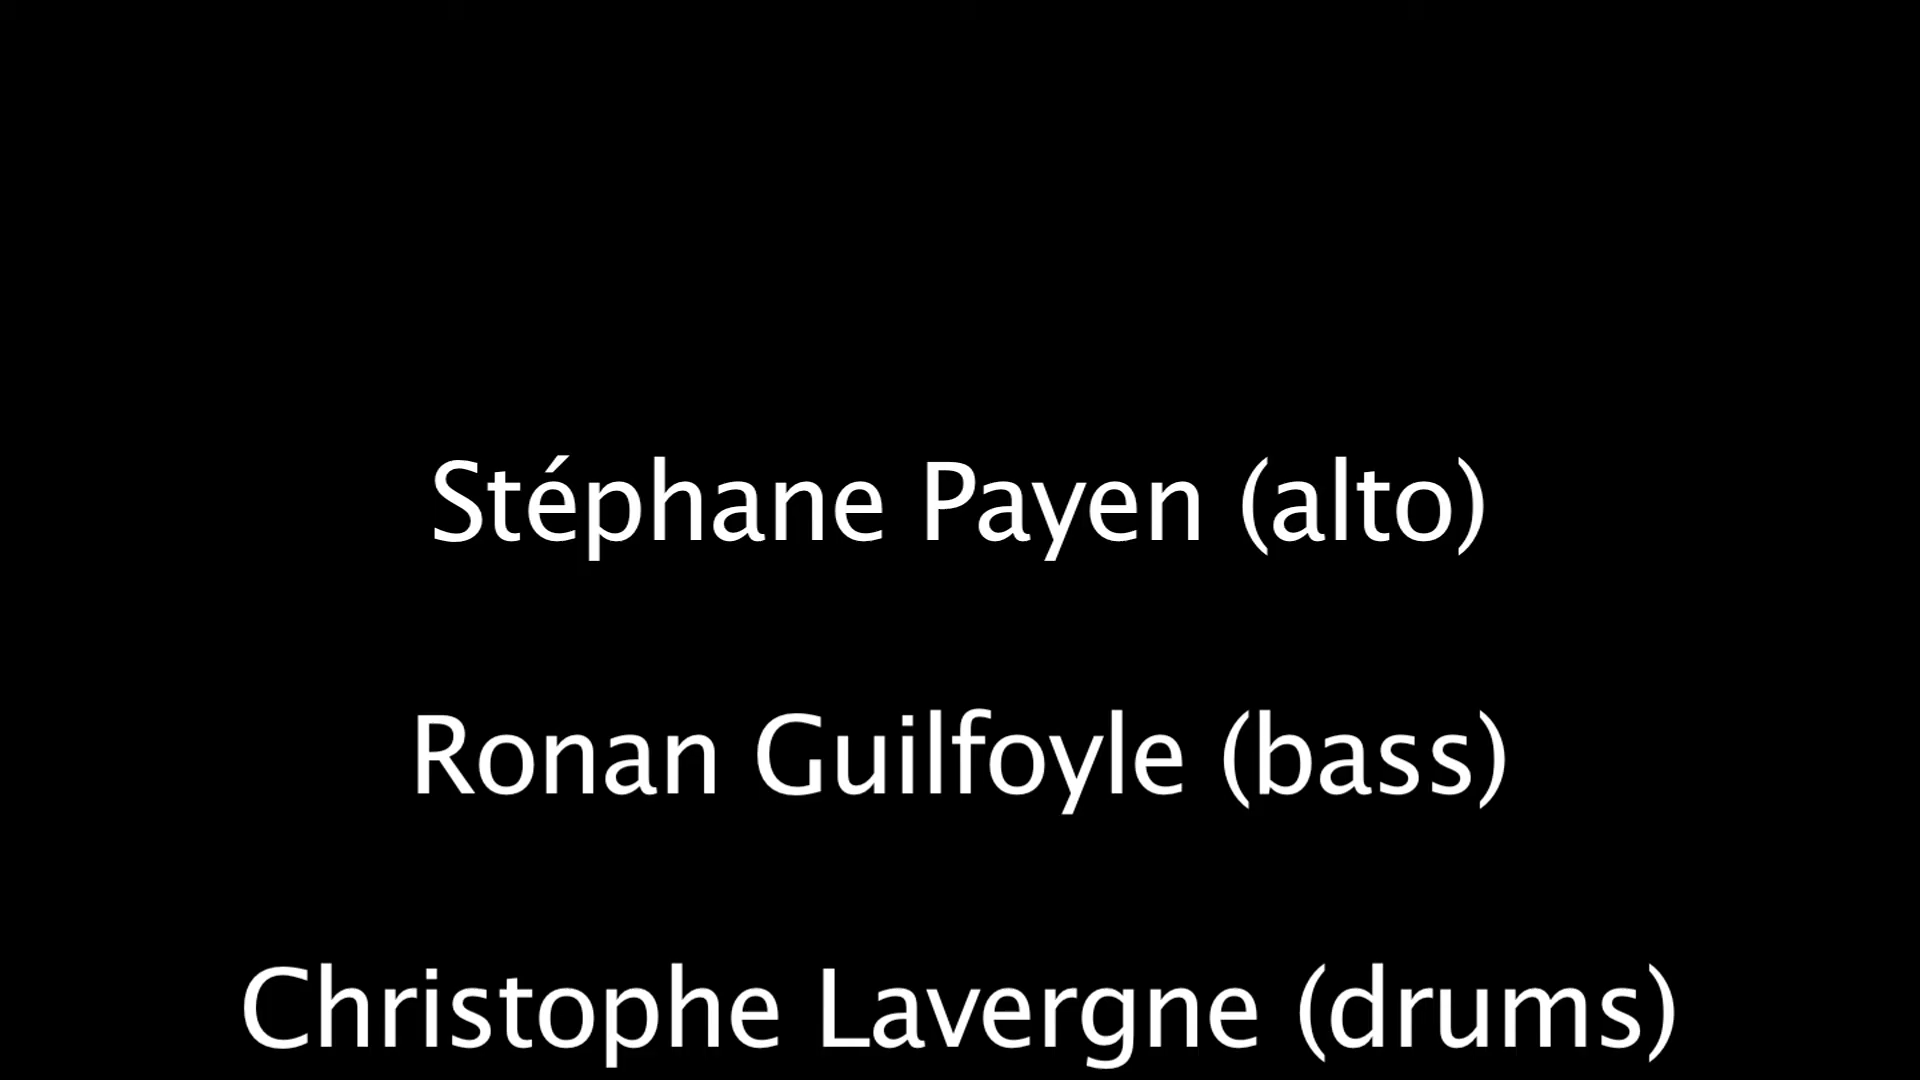 Stéphane Payen (alto)
Ronan Guilfoyle (bass)
Christophe Lavergne (drums)